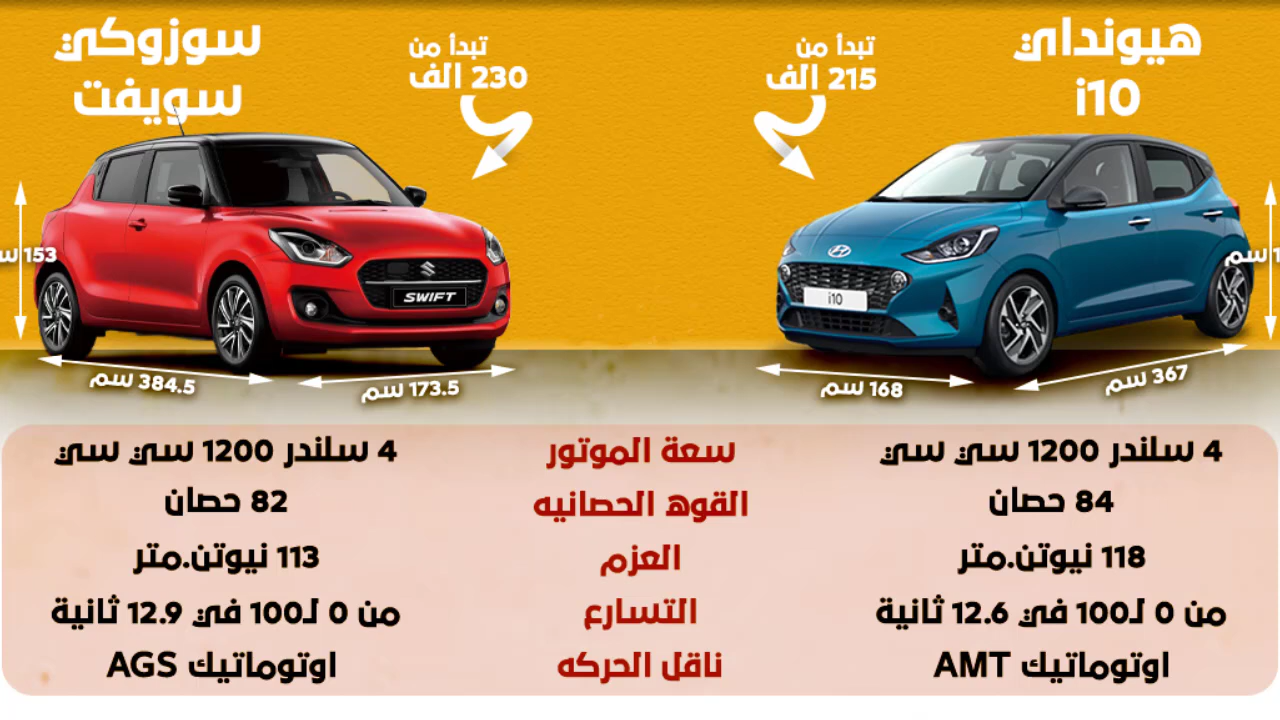 هيونداي
i10
تبدأ من
215 الف
تبدأ من
230 الف
سوزوكي
سويفت
i10
SWIFT
سم
168 سم
367 سم
153
173.5 سم
384.5 سم
4 سلندر 1200 سي سي سعة الموتور 4 سلندر 1200 سي سي
84 حصان القوه الحصانيه 82 حصان
118 نيوتن.متر العزم 113 نيوتن.متر
من 0 لـ100 في 12.6 ثانية التسارع من 0 لـ100 في 12.9 ثانية
اوتوماتيك AMT ناقل الحركه اوتوماتيك AGS